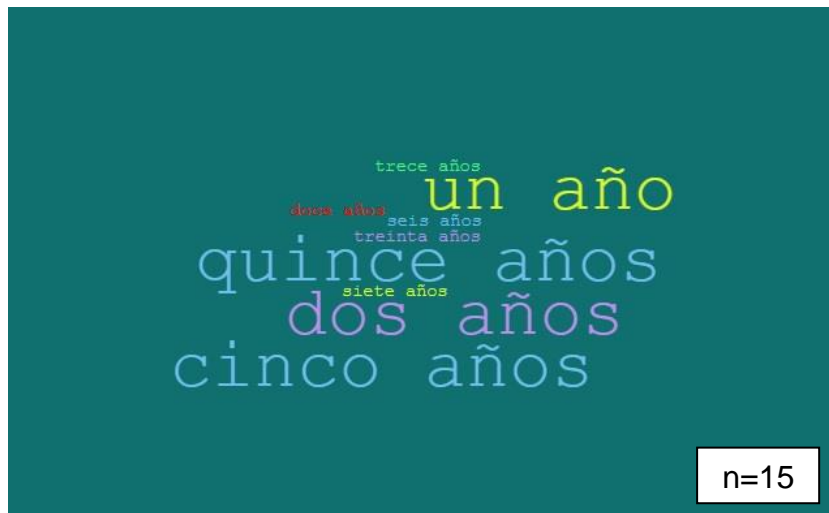 trece años
un año
doce años
seis años
treinta años
quince años
siete años
dos años
cinco años
n=15